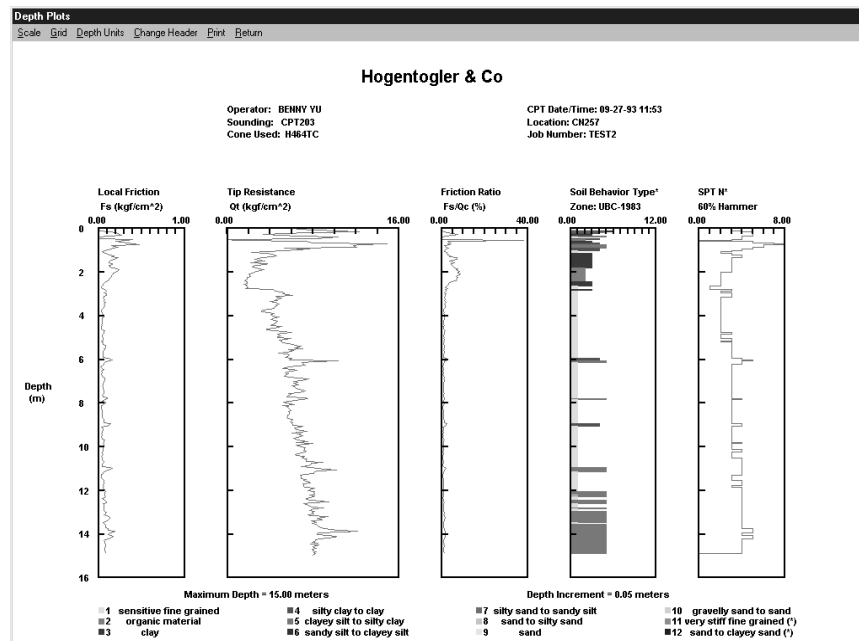 Depth Plots
Scale Grid Depth Units Change Header Print Return
Hogentogler & Co
Operator: BENNY YU
Sounding: CPT203
Cone Used: H464TC
CPT Date/Time: 09-27-93 11:53
Location: CN257
Job Number: TEST2
Local Friction
Fs (kgf/cm^2)
0.00 1.00
Tip Resistance
Qt (kgf/cm^2)
0.00 16.00
Friction Ratio
Fs/Qc (%)
0.00 40.00
Soil Behavior Type*
Zone: UBC-1983
0.00 12.00
SPT N*
60% Hammer
0.00 8.00
0
2
4
6
Depth
(m)
8
10
12
14
16
Maximum Depth = 15.00 meters
Depth Increment = 0.05 meters
1 sensitive fine grained
2 organic material
3 clay
4 silty clay to clay
5 clayey silt to silty clay
6 sandy silt to clayey silt
7 silty sand to sandy silt
8 sand to silty sand
9 sand
10 gravelly sand to sand
11 very stiff fine grained (*)
12 sand to clayey sand (*)